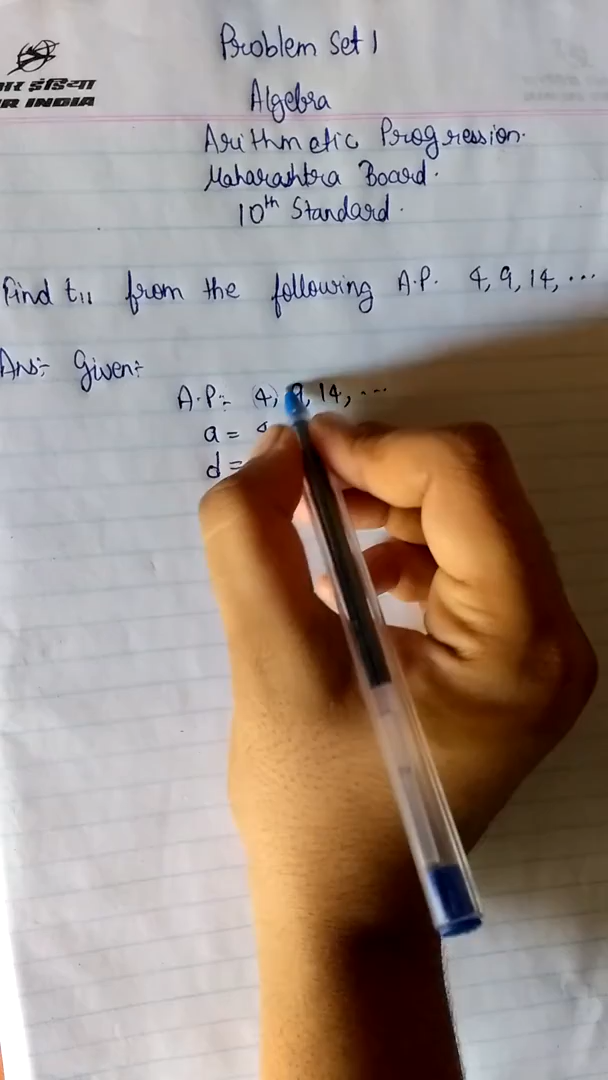 Problem Set 1
Algebra
Arithmetic Progression.
Maharashtra Board.
10th Standard.
Find t11 from the following A.P. 4, 9, 14, ...
Ans:- Given:-
A.P:- 4, 9, 14, ...
a = 4
d =
इंडिया
INDIA